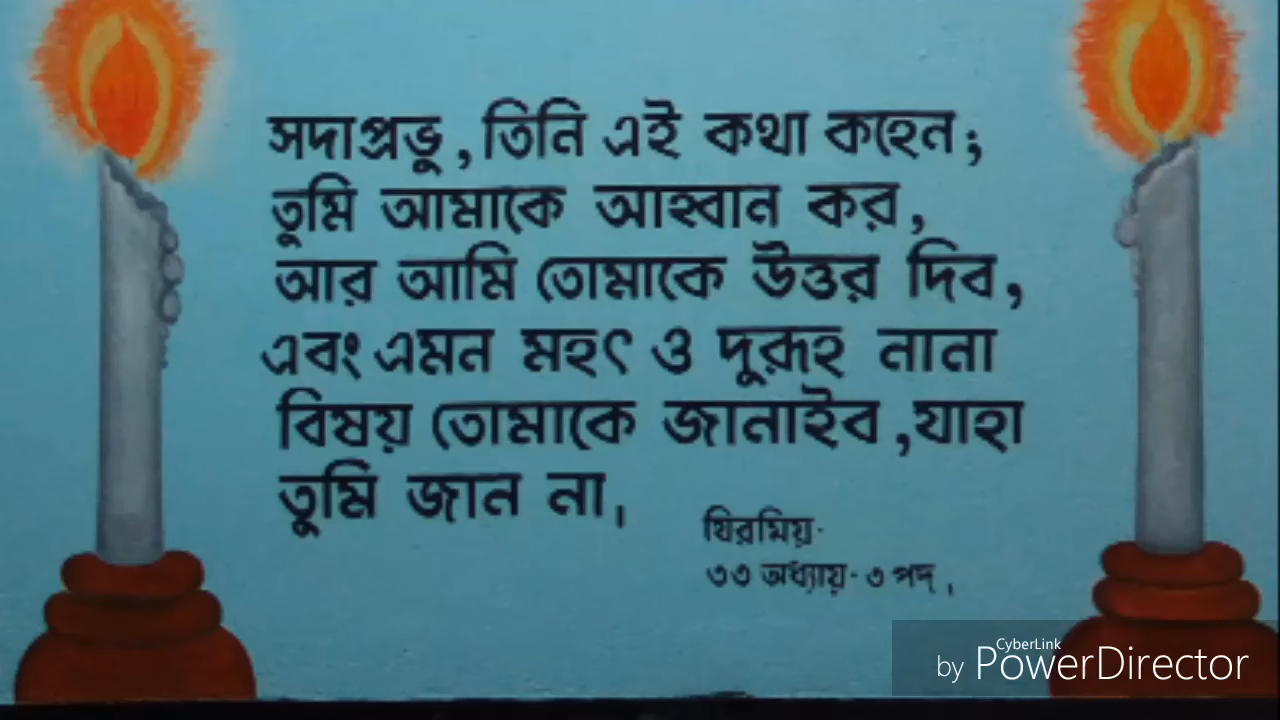 সদাপ্রভু, তিনি এই কথা কহেন;
তুমি আমাকে আহ্বান কর,
আর আমি তোমাকে উত্তর দিব,
এবং এমন মহৎ ও দুরূহ নানা
বিষয় তোমাকে জানাইব, যাহা
তুমি জান না।
যিরমিয়·
৩৩ অধ্যায়· ৩ পদ।
CyberLink
by PowerDirector